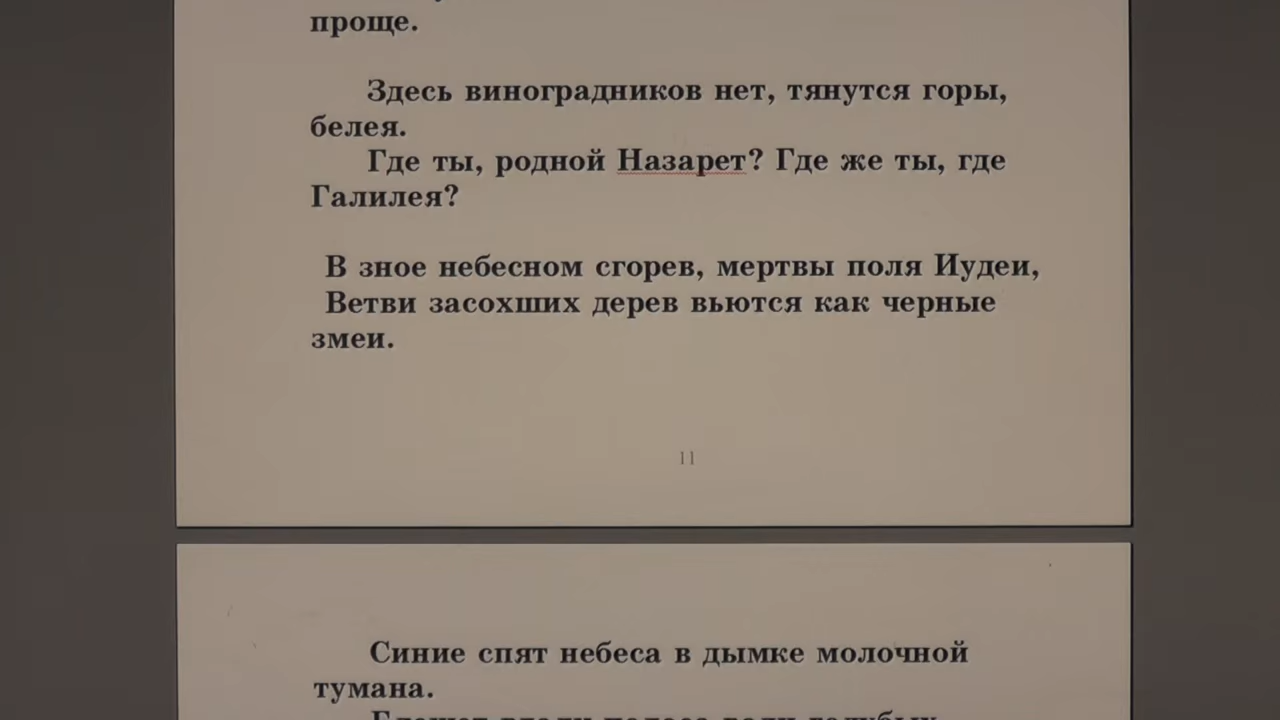 проще.
Здесь виноградников нет, тянутся горы,
белея.
Где ты, родной Назарет? Где же ты, где
Галилея?
В зное небесном сгорев, мертвы поля Иудеи,
Ветви засохших дерев вьются как черные
змеи.
11
Синие спят небеса в дымке молочной
тумана.